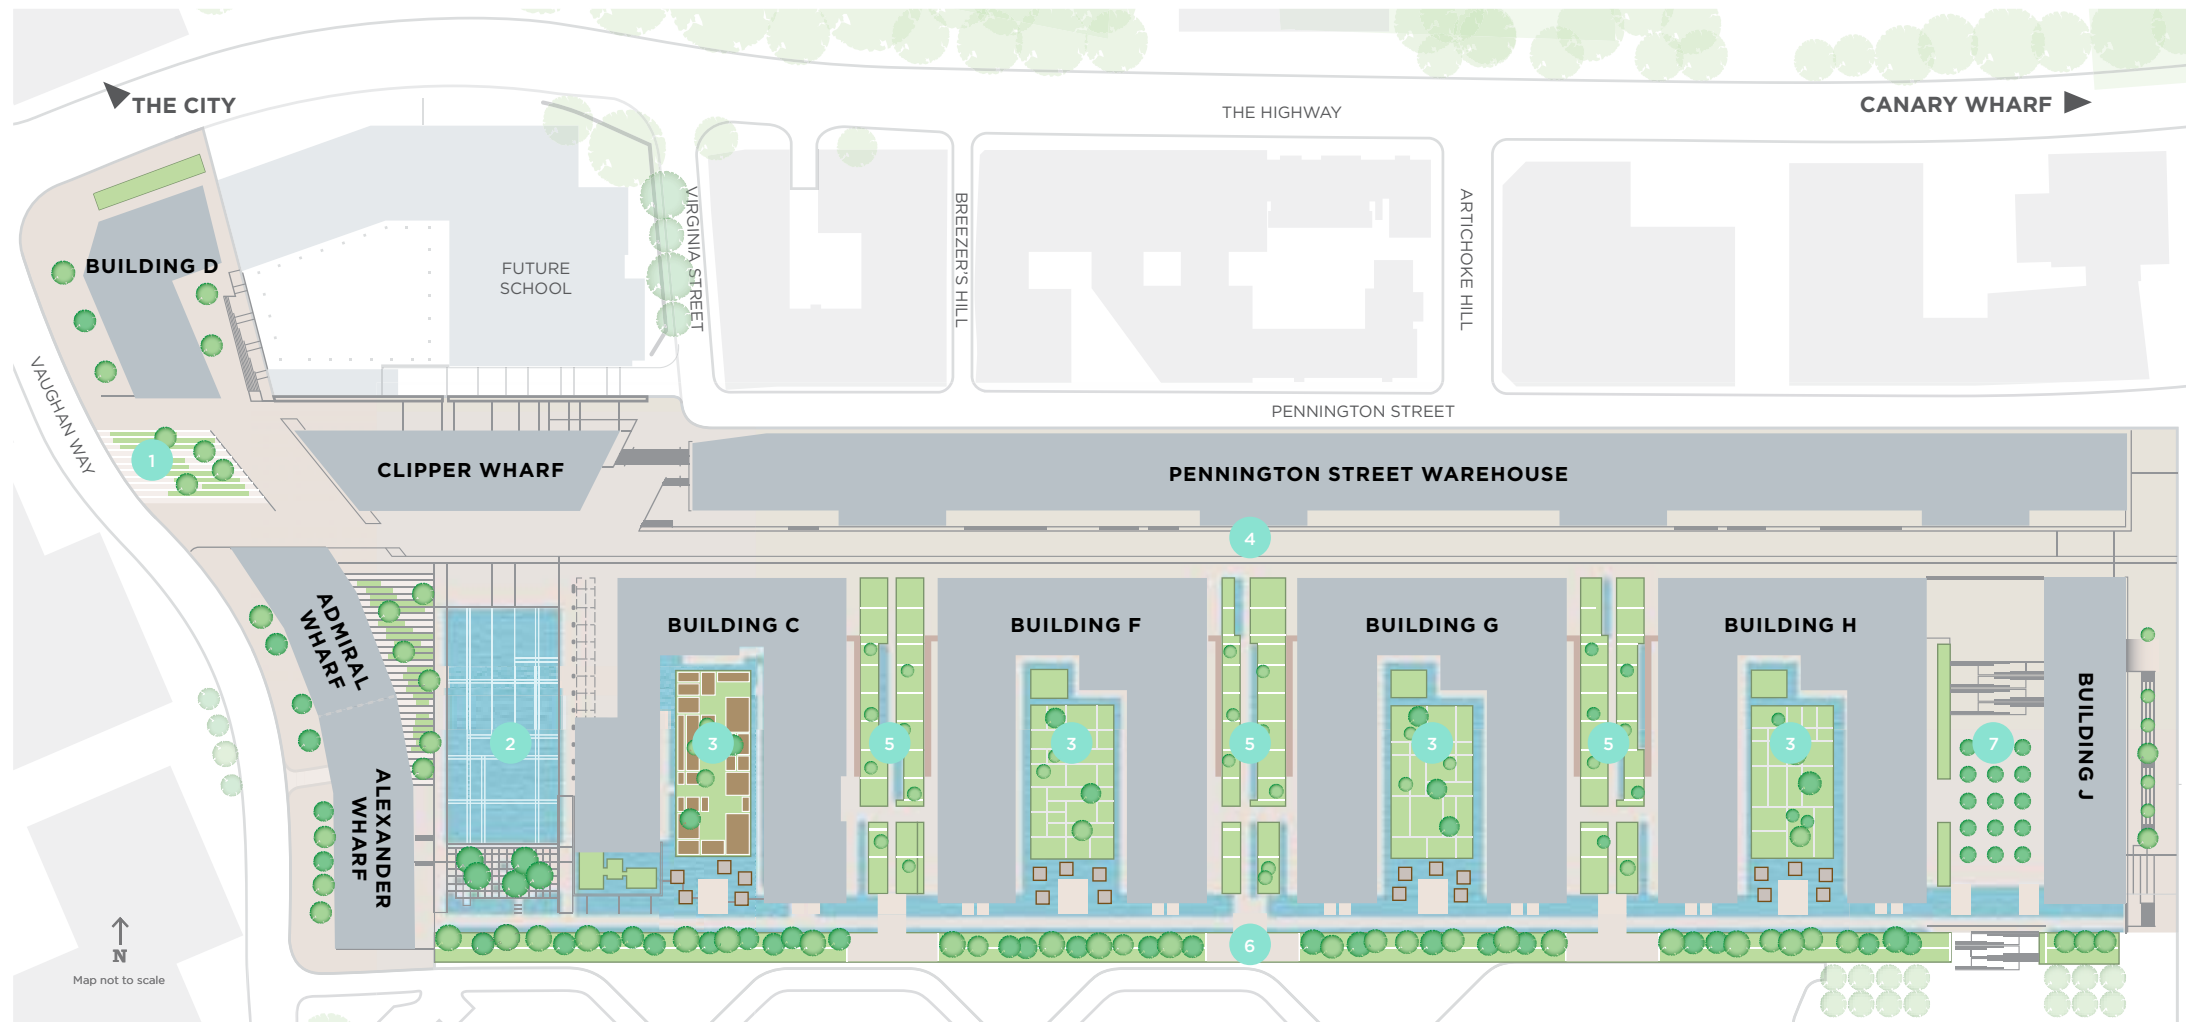 THE CITY
THE HIGHWAY
CANARY WHARF
BUILDING D
FUTURE
SCHOOL
VIRGINIA STREET
BREEZER'S HILL
ARTICHOKE HILL
VAUGHAN WAY
PENNINGTON STREET
1
CLIPPER WHARF
PENNINGTON STREET WAREHOUSE
4
ADMIRAL
WHARF
BUILDING C
BUILDING F
BUILDING G
BUILDING H
BUILDING J
2
3
5
3
5
3
5
3
7
ALEXANDER
WHARF
6
N
Map not to scale